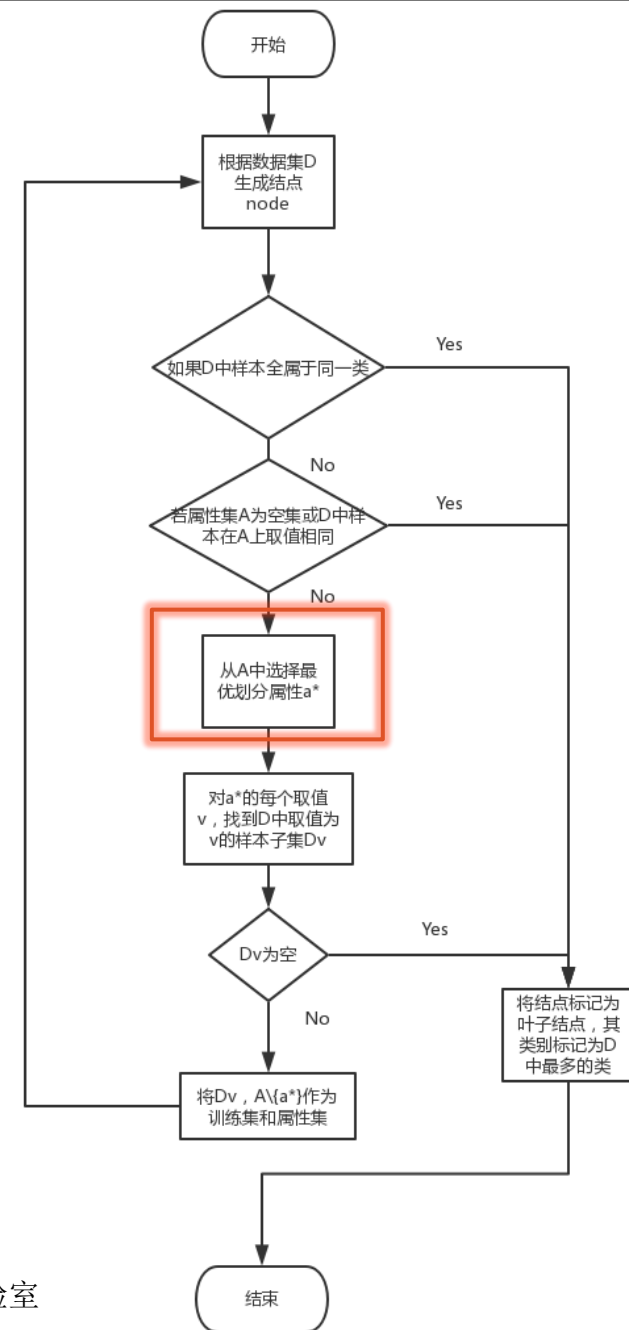 开始
根据数据集D
生成结点
node
如果D中样本全属于同一类
Yes
No
若属性集A为空集或D中样
本在A上取值相同
Yes
No
从A中选择最
优划分属性a*
对a*的每个取值
v，找到D中取值为
v的样本子集Dv
Dv为空
Yes
No
将结点标记为
叶子结点，其
类别标记为D
中最多的类
将Dv，A\{a*}作为
训练集和属性集
室
结束